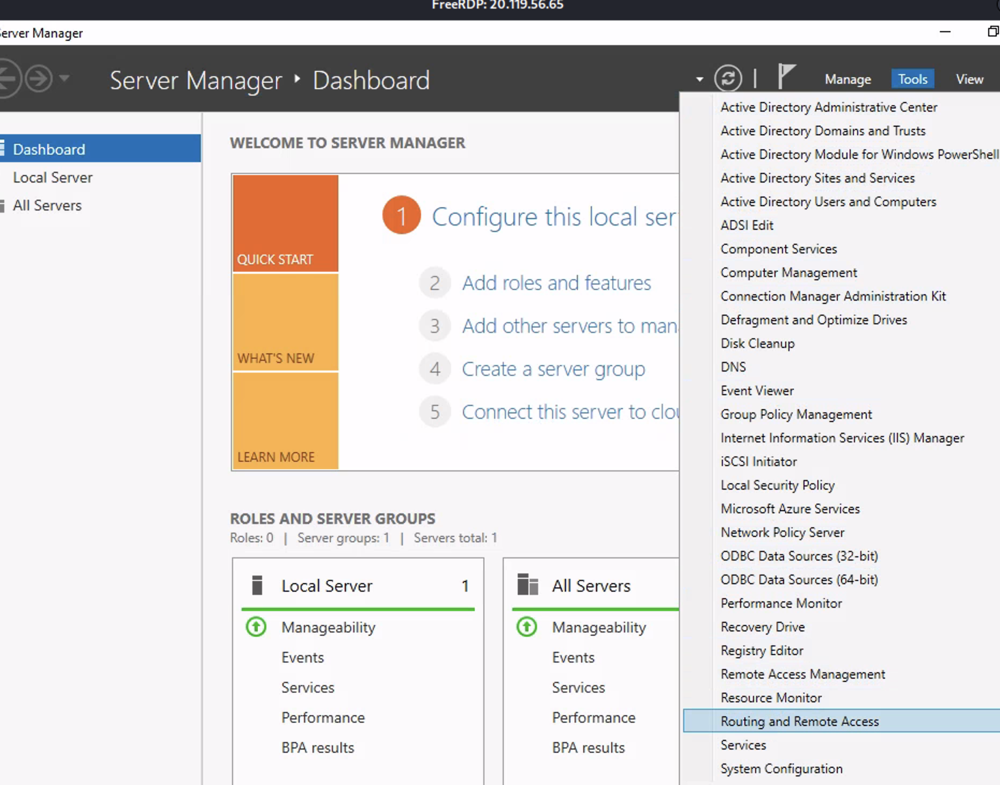 FreeRDP: 20.119.56.65
Server Manager
Server Manager Dashboard
Manage
Tools
View
Dashboard
Local Server
All Servers
WELCOME TO SERVER MANAGER
QUICK START
WHAT'S NEW
LEARN MORE
1 Configure this local ser
2 Add roles and features
3 Add other servers to man
4 Create a server group
5 Connect this server to clou
ROLES AND SERVER GROUPS
Roles: 0 | Server groups: 1 | Servers total: 1
Local Server 1
Manageability
Events
Services
Performance
BPA results
All Servers
Manageability
Events
Services
Performance
BPA results
Active Directory Administrative Center
Active Directory Domains and Trusts
Active Directory Module for Windows PowerShell
Active Directory Sites and Services
Active Directory Users and Computers
ADSI Edit
Component Services
Computer Management
Connection Manager Administration Kit
Defragment and Optimize Drives
Disk Cleanup
DNS
Event Viewer
Group Policy Management
Internet Information Services (IIS) Manager
iSCSI Initiator
Local Security Policy
Microsoft Azure Services
Network Policy Server
ODBC Data Sources (32-bit)
ODBC Data Sources (64-bit)
Performance Monitor
Recovery Drive
Registry Editor
Remote Access Management
Resource Monitor
Routing and Remote Access
Services
System Configuration